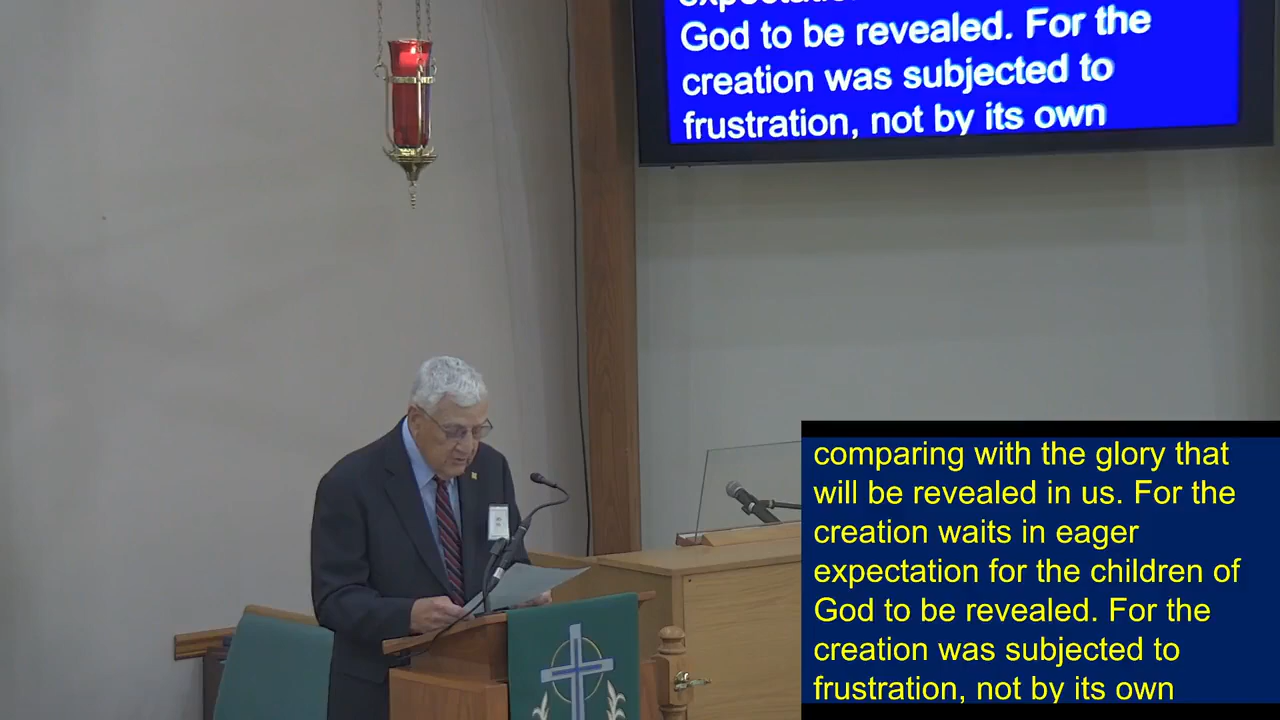 God to be revealed. For the
creation was subjected to
frustration, not by its own
comparing with the glory that
will be revealed in us. For the
creation waits in eager
expectation for the children of
God to be revealed. For the
creation was subjected to
frustration, not by its own